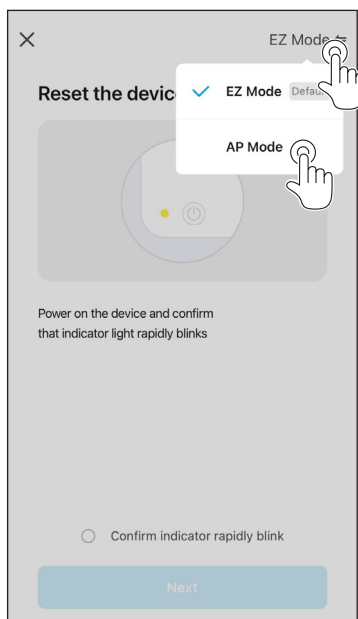 EZ Mode
Reset the devic
EZ Mode Defau
AP Mode
Power on the device and confirm
that indicator light rapidly blinks
Confirm indicator rapidly blink
Next